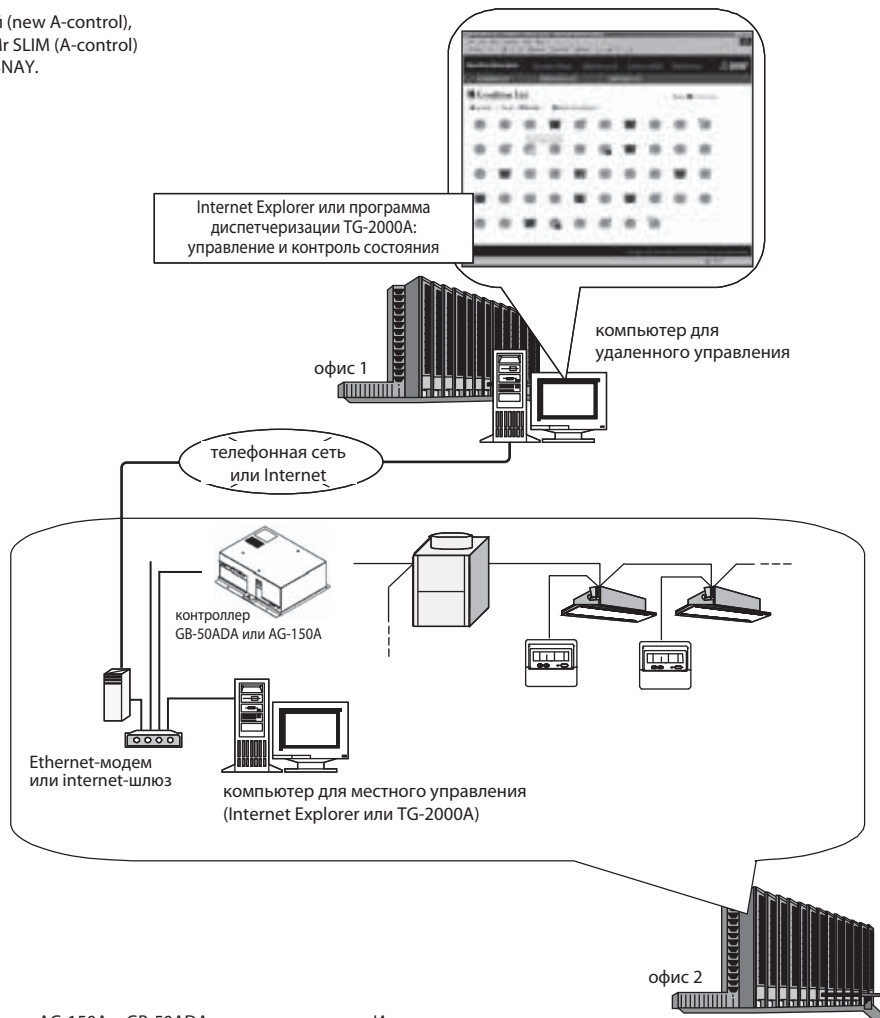 (new A-control),
Mr SLIM (A-control)
Internet Explorer или программа
диспетчеризации TG-2000A:
управление и контроль состояния
компьютер для
удаленного управления
офис 1
телефонная сеть
или Internet
контроллер
GB-50ADA или AG-150A
Ethernet-модем
или internet-шлюз
компьютер для местного управления
(Internet Explorer или TG-2000A)
офис 2